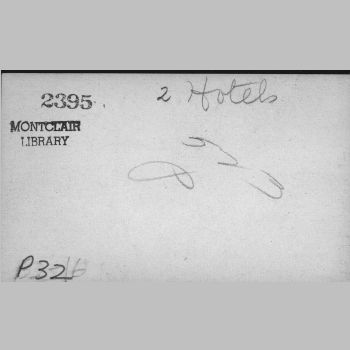 2395
2 Hotels
MONTCLAIR
LIBRARY
P32